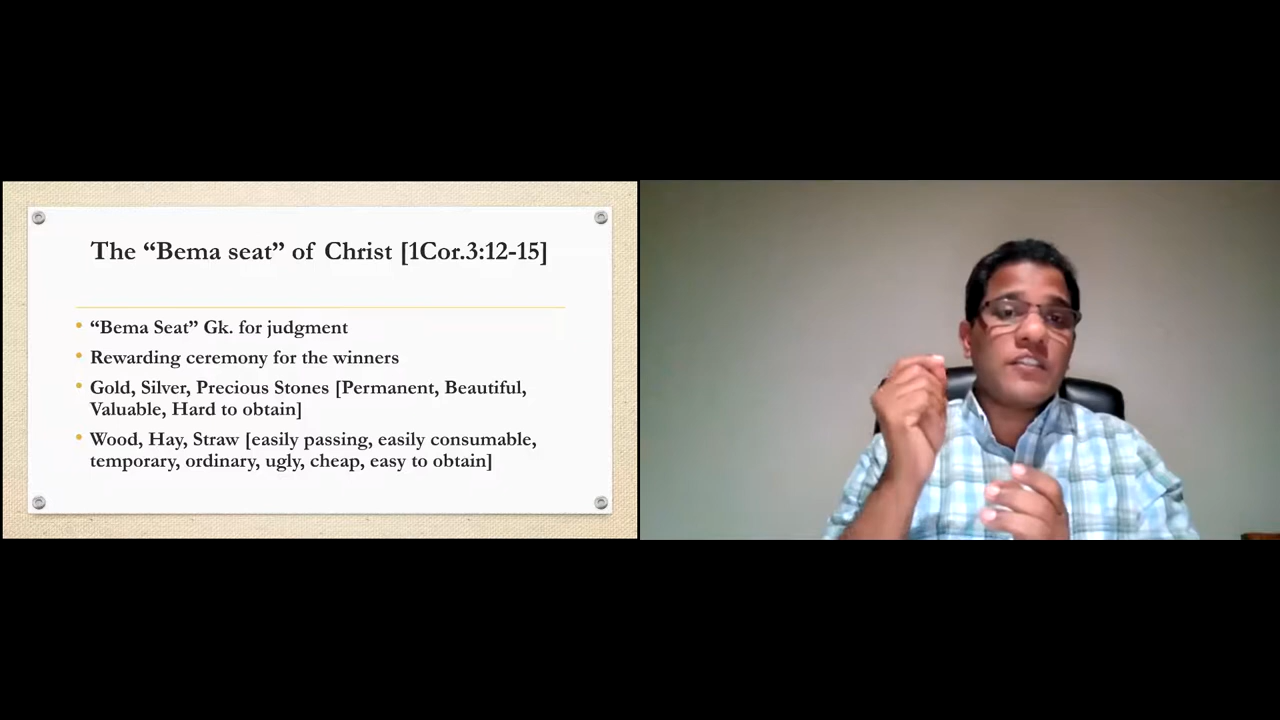 The “Bema seat” of Christ [1Cor.3:12-15]
• “Bema Seat” Gk. for judgment
• Rewarding ceremony for the winners
• Gold, Silver, Precious Stones [Permanent, Beautiful,
Valuable, Hard to obtain]
• Wood, Hay, Straw [easily passing, easily consumable,
temporary, ordinary, ugly, cheap, easy to obtain]